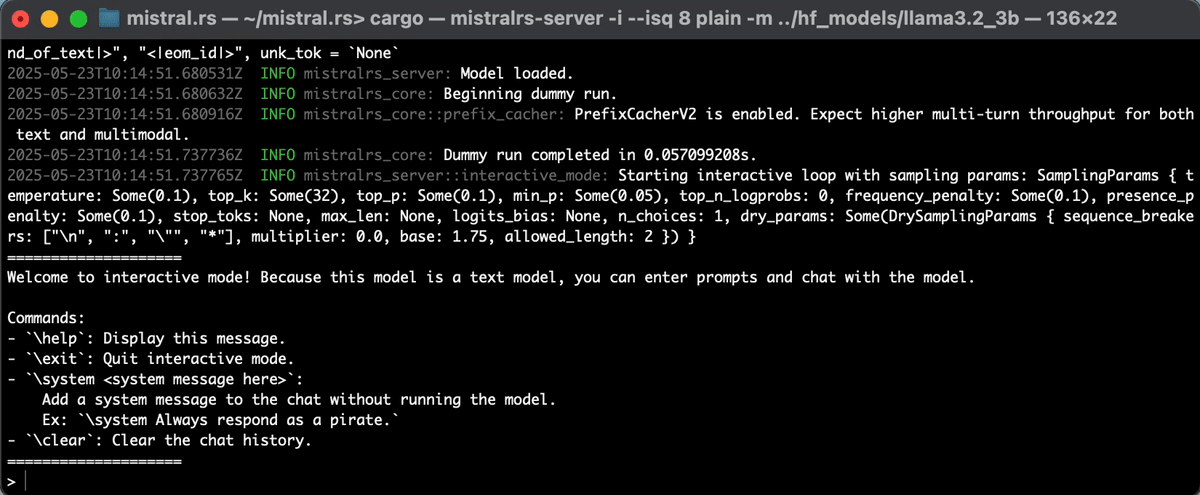 mistral.rs — ~/mistral.rs> cargo — mistralrs-server -i --isq 8 plain -m ../hf_models/llama3.2_3b — 136×22
nd_of_text|>", "<|eom_id|>", unk_tok = `None`
2025-05-23T10:14:51.680531Z  INFO mistralrs_server: Model loaded.
2025-05-23T10:14:51.680632Z  INFO mistralrs_core: Beginning dummy run.
2025-05-23T10:14:51.680916Z  INFO mistralrs_core::prefix_cacher: PrefixCacherV2 is enabled. Expect higher multi-turn throughput for both
 text and multimodal.
2025-05-23T10:14:51.737736Z  INFO mistralrs_core: Dummy run completed in 0.057099208s.
2025-05-23T10:14:51.737765Z  INFO mistralrs_server::interactive_mode: Starting interactive loop with sampling params: SamplingParams { t
emperature: Some(0.1), top_k: Some(32), top_p: Some(0.1), min_p: Some(0.05), top_n_logprobs: 0, frequency_penalty: Some(0.1), presence_p
enalty: Some(0.1), stop_toks: None, max_len: None, logits_bias: None, n_choices: 1, dry_params: Some(DrySamplingParams { sequence_breake
rs: ["\n", ":", "\"", "*"], multiplier: 0.0, base: 1.75, allowed_length: 2 }) }
====================
Welcome to interactive mode! Because this model is a text model, you can enter prompts and chat with the model.

Commands:
- `\help`: Display this message.
- `\exit`: Quit interactive mode.
- `\system <system message here>`:
    Add a system message to the chat without running the model.
    Ex: `\system Always respond as a pirate.`
- `\clear`: Clear the chat history.
====================
>